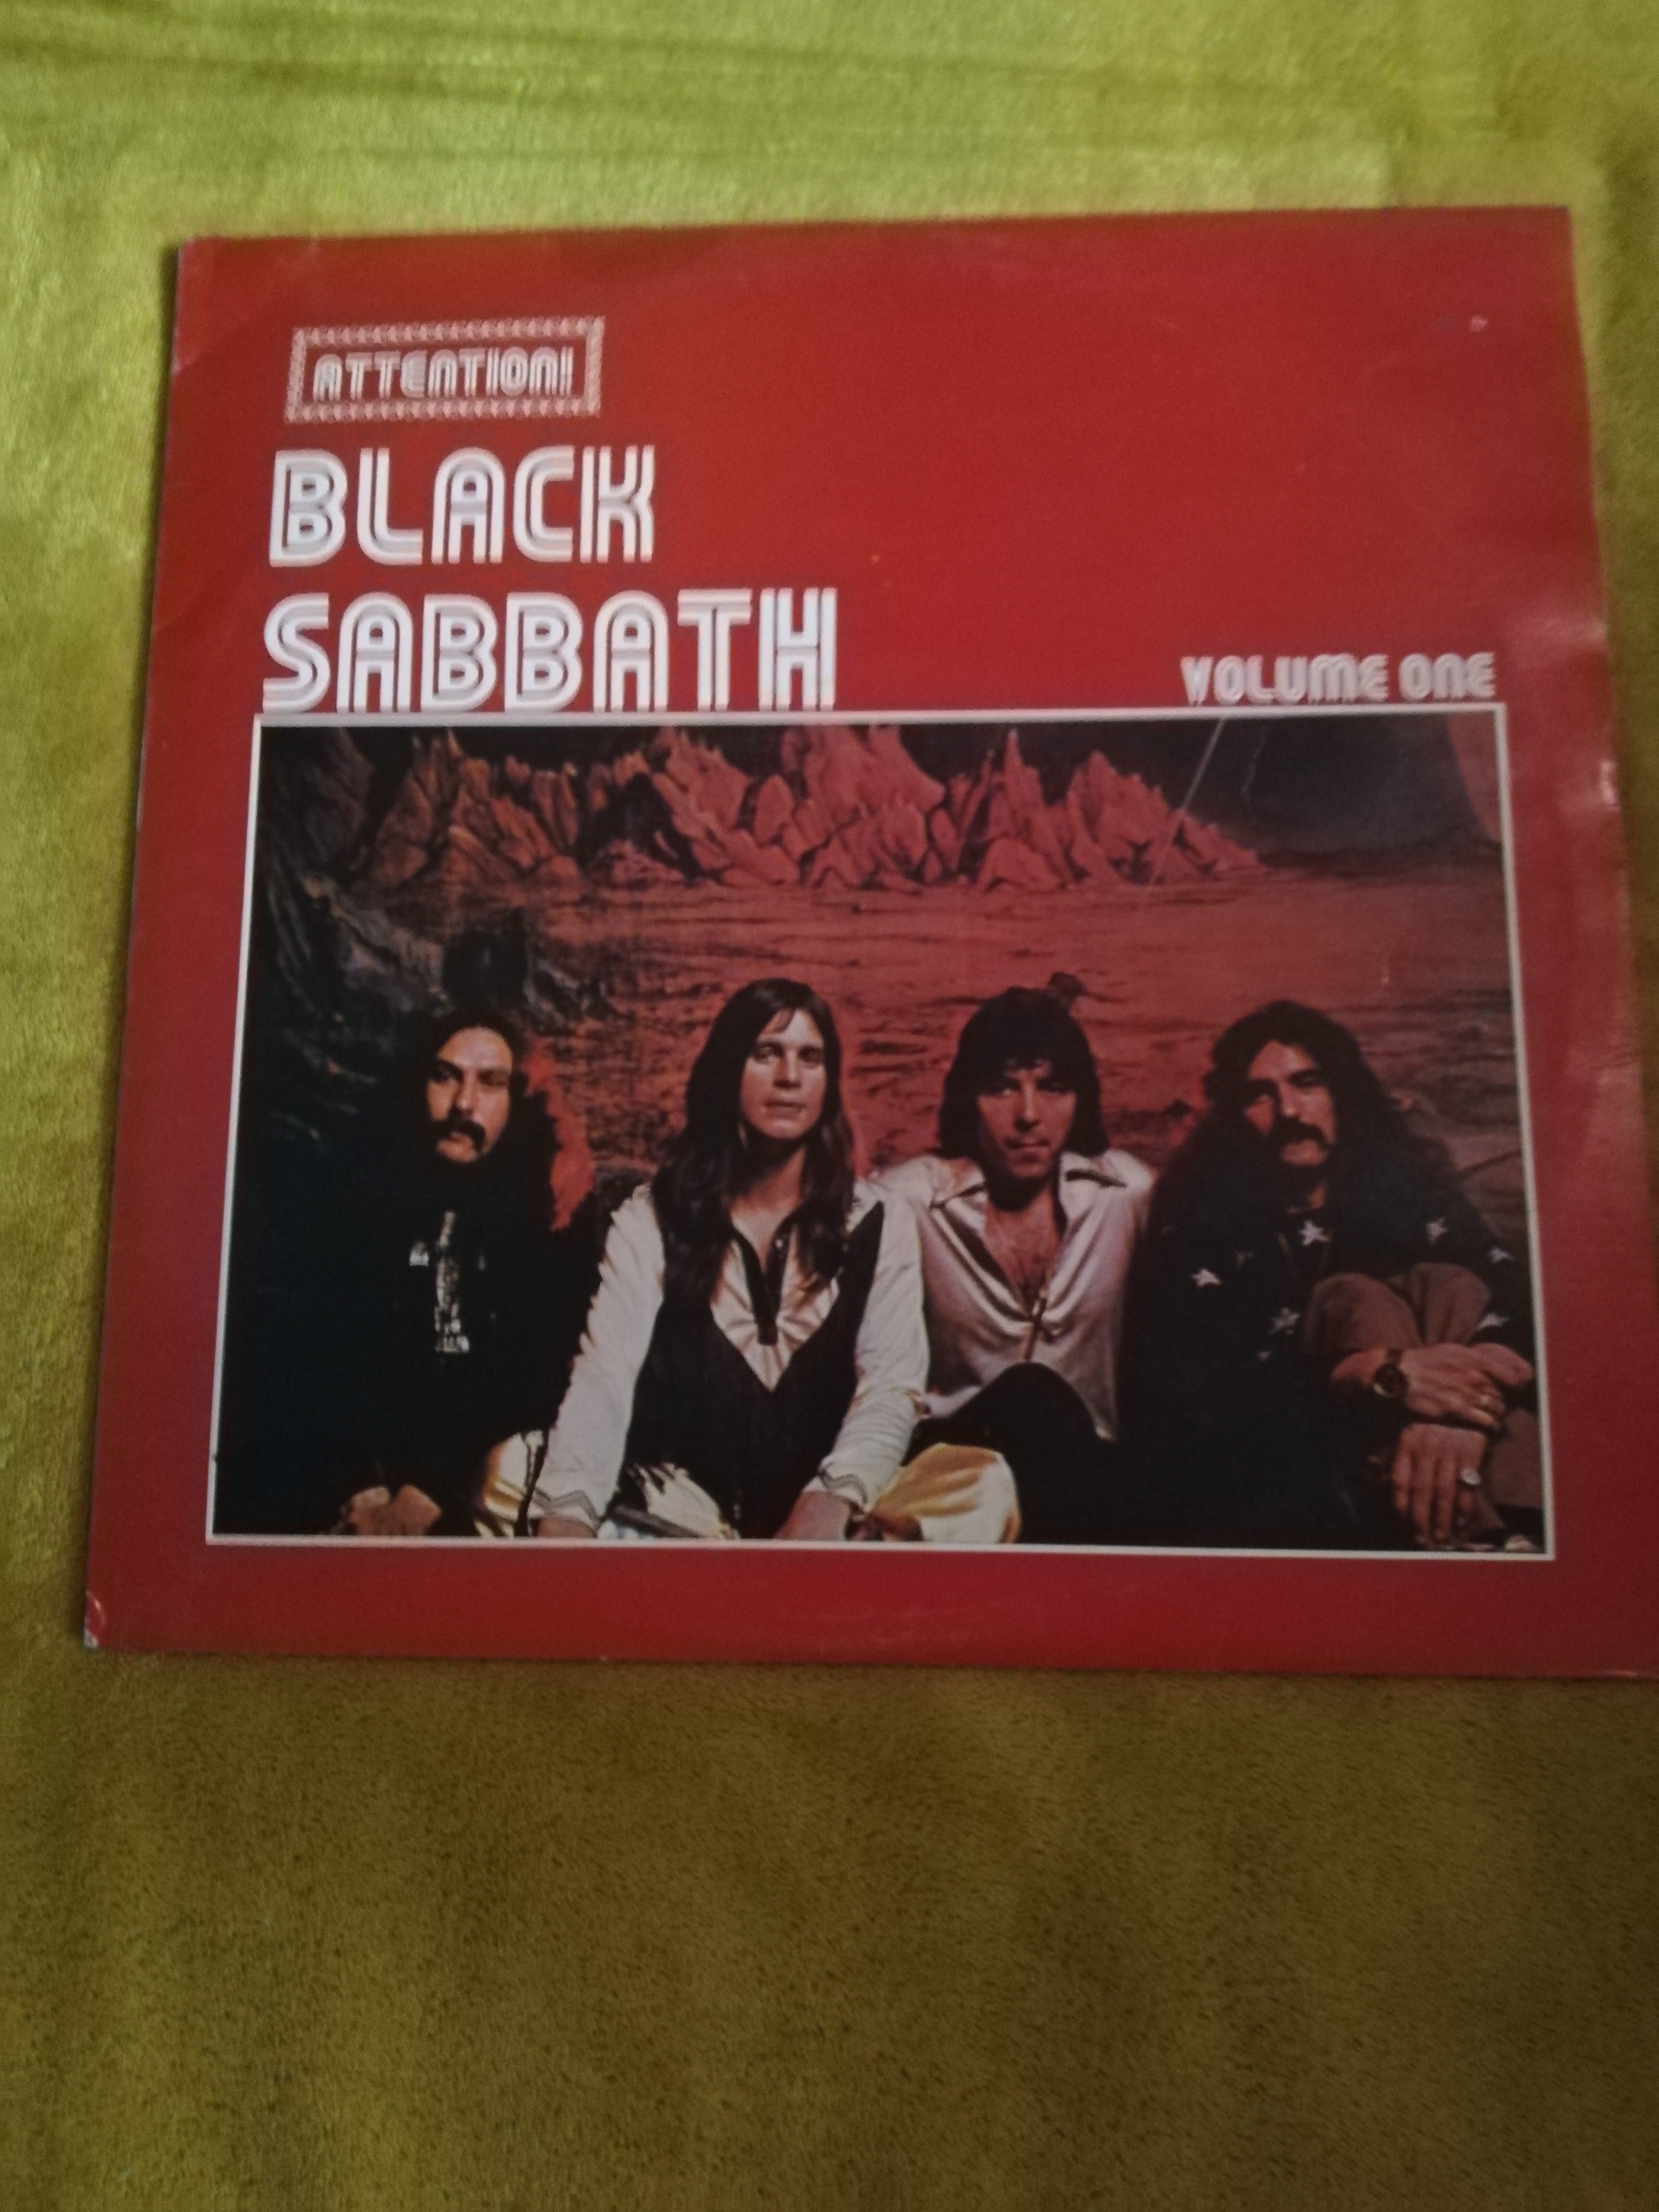 ATTENTION!
BLACK
SABBATH
VOLUME ONE